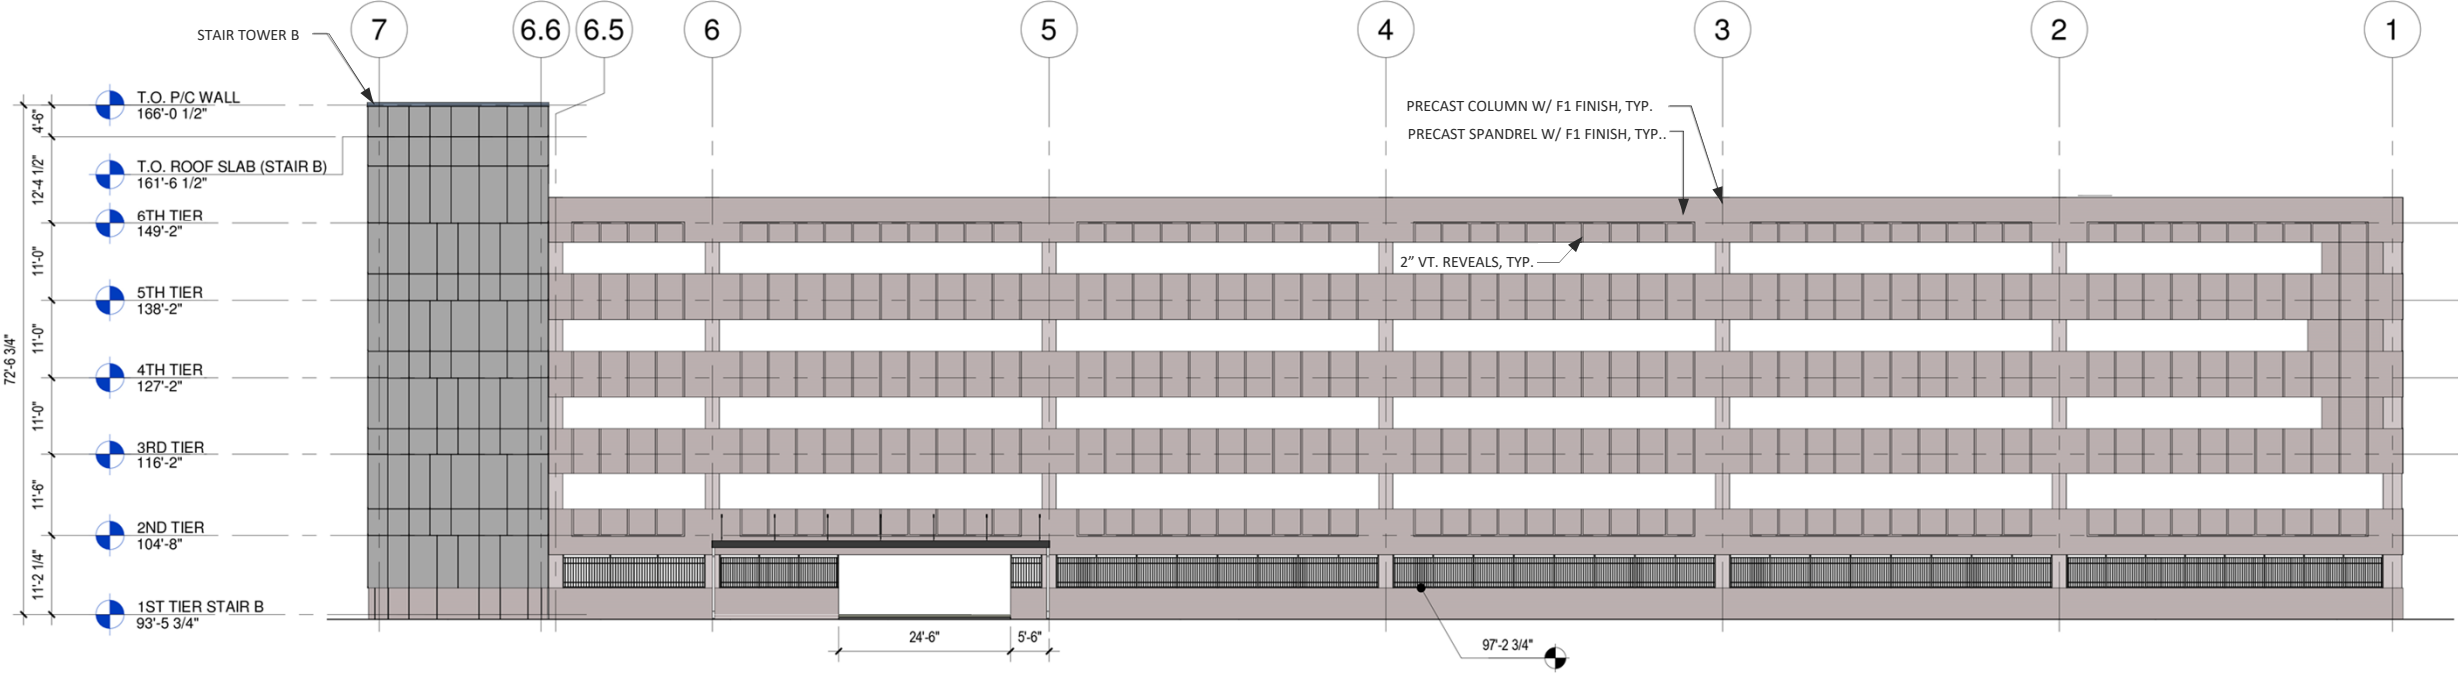 7
6.6
6.5
6
5
4
3
2
1
STAIR TOWER B
T.O. P/C WALL
166'-0 1/2"
T.O. ROOF SLAB (STAIR B)
161'-6 1/2"
6TH TIER
149'-2"
5TH TIER
138'-2"
4TH TIER
127'-2"
3RD TIER
116'-2"
2ND TIER
104'-8"
1ST TIER STAIR B
93'-5 3/4"
4'-6"
12'-4 1/2"
11'-0"
11'-0"
11'-0"
11'-6"
11'-2 1/4"
72'-6 3/4"
PRECAST COLUMN W/ F1 FINISH, TYP.
PRECAST SPANDREL W/ F1 FINISH, TYP..
2" VT. REVEALS, TYP.
24'-6"
5'-6"
97'-2 3/4"